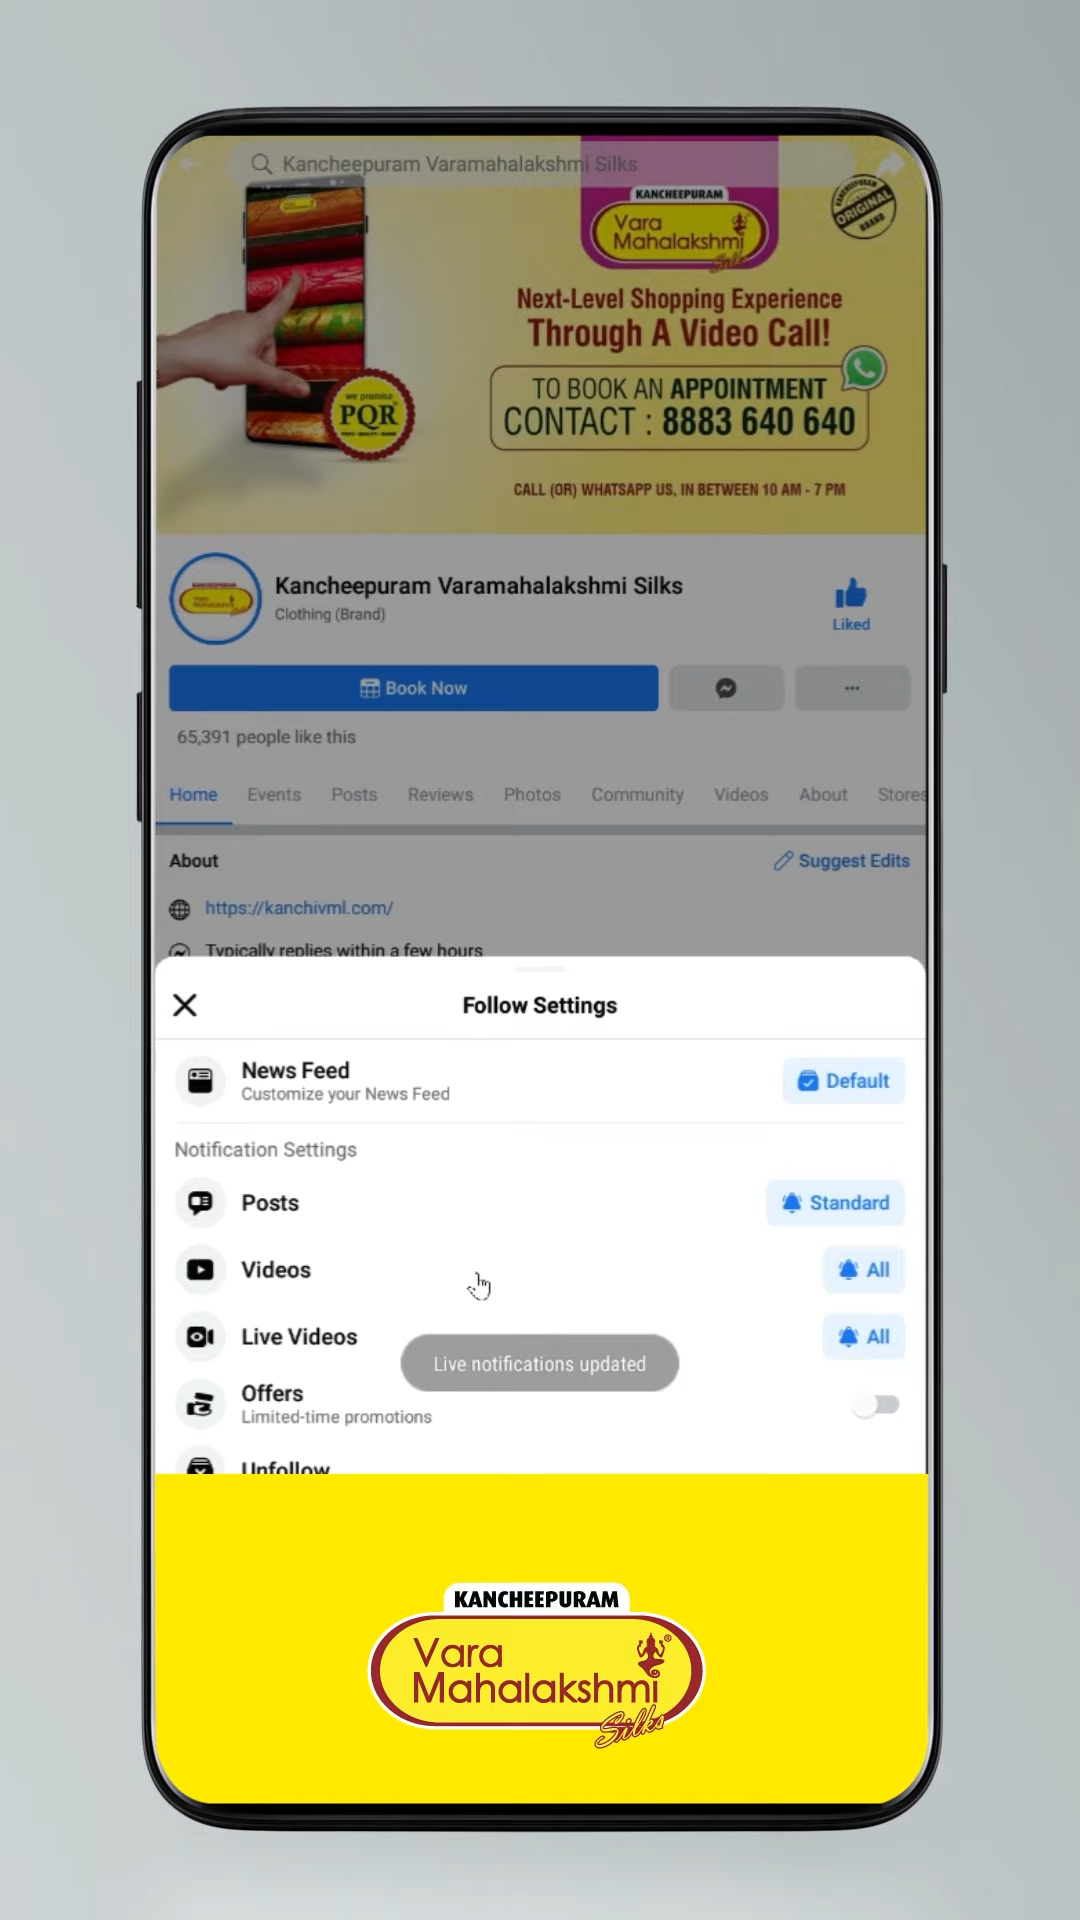 Kancheepuram Varamahalakshmi Silks
KANCHEEPURAM
Vara
Mahalakshmi
Silks
KANCHEEPURAM
ORIGINAL
BRAND
Next-Level Shopping Experience
Through A Video Call!
TO BOOK AN APPOINTMENT
CONTACT : 8883 640 640
CALL (OR) WHATSAPP US, IN BETWEEN 10 AM - 7 PM
we promise
PQR
Kancheepuram Varamahalakshmi Silks
Clothing (Brand)
Liked
Book Now
65,391 people like this
Home Events Posts Reviews Photos Community Videos About Stores
About
Suggest Edits
https://kanchivml.com/
Typically replies within a few hours
Follow Settings
News Feed
Customize your News Feed
Default
Notification Settings
Posts
Standard
Videos
All
Live Videos
All
Live notifications updated
Offers
Limited-time promotions
Unfollow
KANCHEEPURAM
Vara
Mahalakshmi
Silks